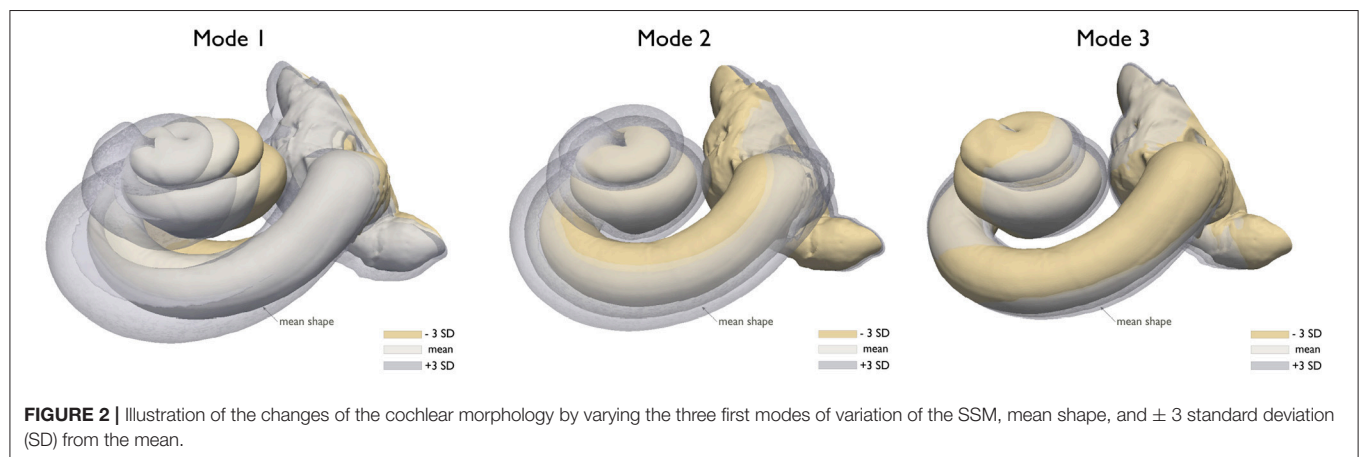 Mode 1
Mode 2
Mode 3
mean shape
- 3 SD
mean
+3 SD
mean shape
- 3 SD
mean
+3 SD
mean shape
- 3 SD
mean
+3 SD
FIGURE 2 | Illustration of the changes of the cochlear morphology by varying the three first modes of variation of the SSM, mean shape, and ± 3 standard deviation
(SD) from the mean.